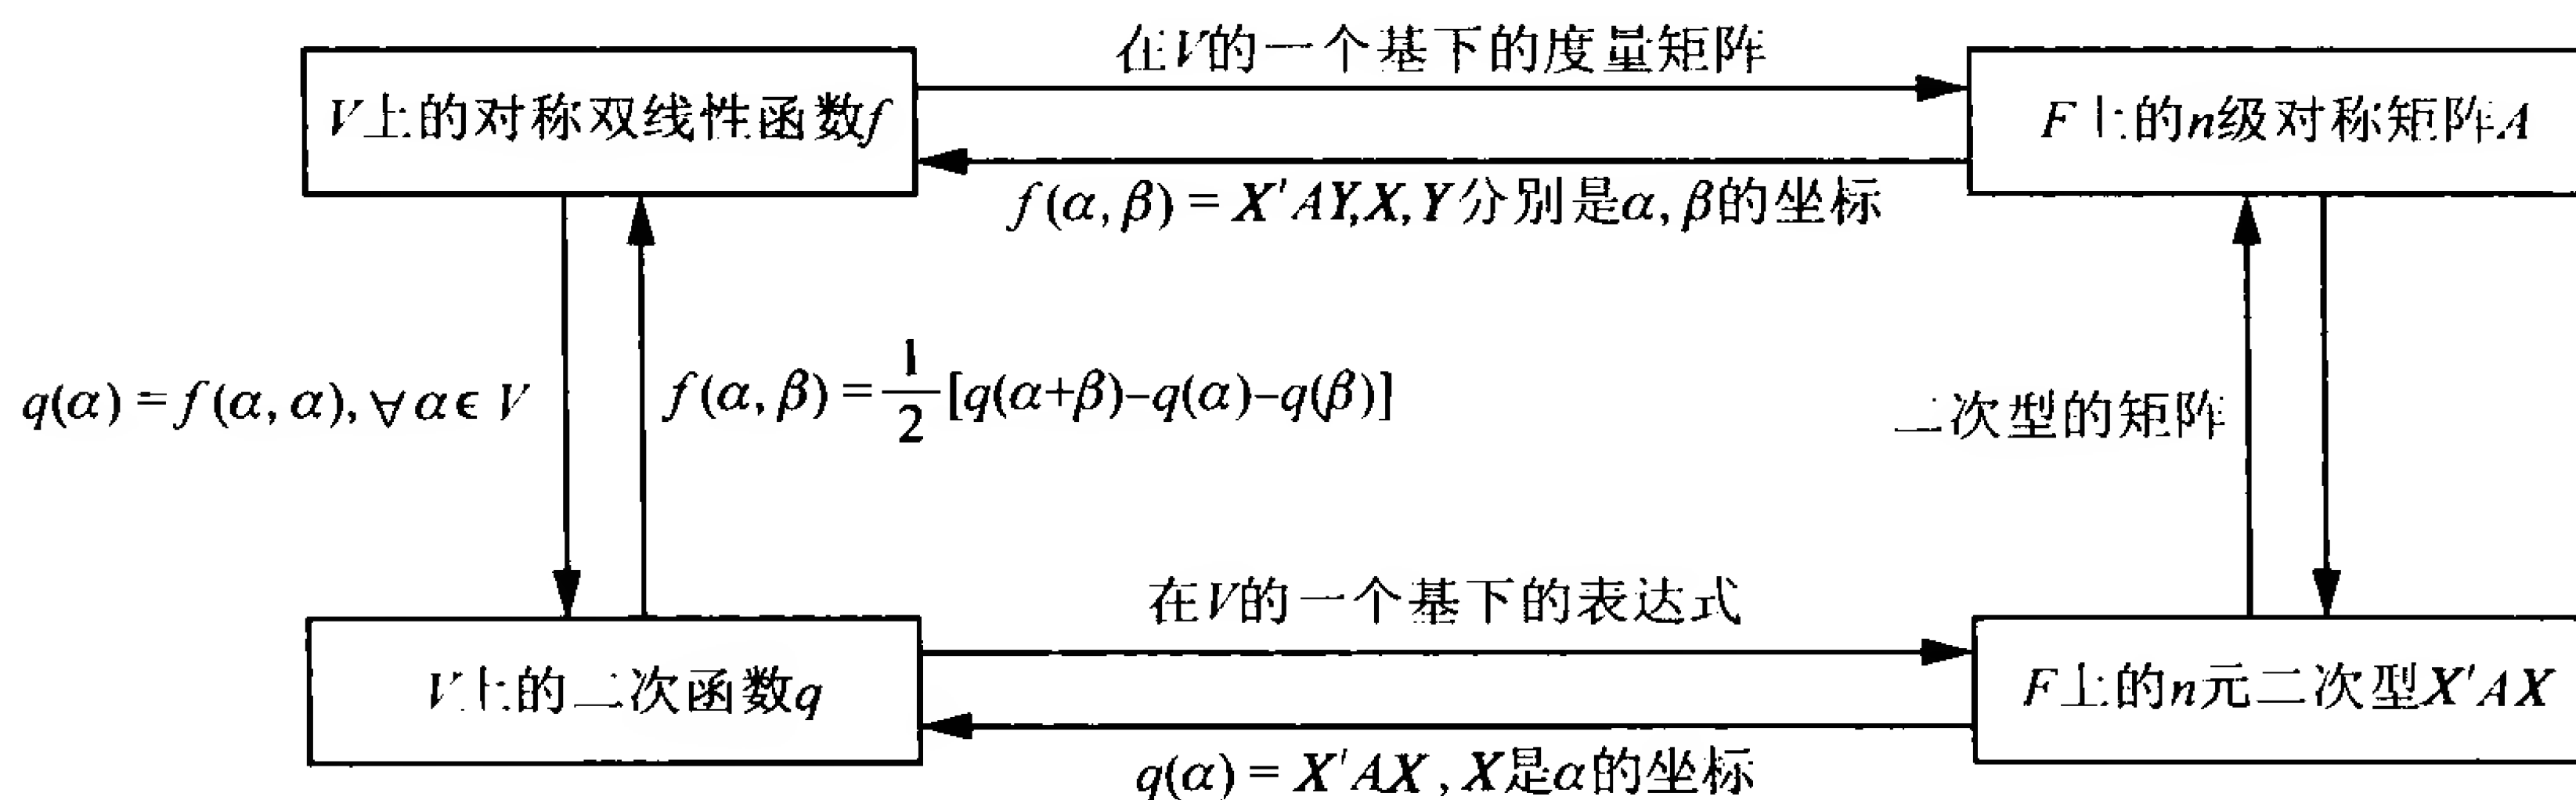 在V的一个基下的度量矩阵
V上的对称双线性函数f
F上的n级对称矩阵A
f(α, β) = X'AY, X, Y分别是α, β的坐标
q(α) = f(α, α), ∀α∈V
f(α, β) = \frac{1}{2}[q(α+β)–q(α)–q(β)]
二次型的矩阵
在V的一个基下的表达式
V上的二次函数q
F上的n元二次型X'AX
q(α) = X'AX, X是α的坐标